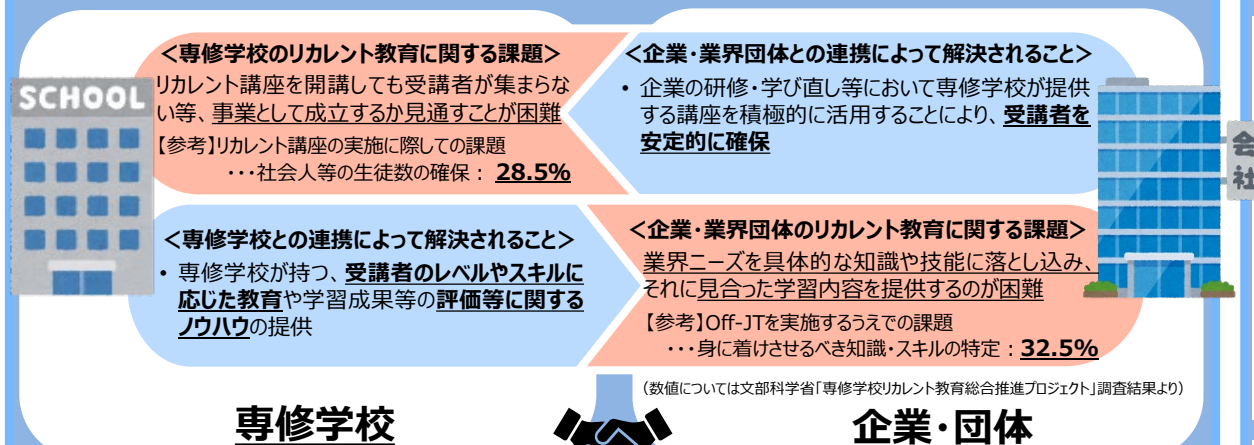 <専修学校のリカレント教育に関する課題>
リカレント講座を開講しても受講者が集まらな
い等、事業として成立するか見通すことが困難
【参考】リカレント講座の実施に際しての課題
・・・社会人等の生徒数の確保： 28.5%
<企業・業界団体との連携によって解決されること>
• 企業の研修・学び直し等において専修学校が提供
する講座を積極的に活用することにより、受講者を
安定的に確保
SCHOOL
会社
<専修学校との連携によって解決されること>
• 専修学校が持つ、受講者のレベルやスキルに
応じた教育や学習成果等の評価等に関する
ノウハウの提供
<企業・業界団体のリカレント教育に関する課題>
業界ニーズを具体的な知識や技能に落とし込み、
それに見合った学習内容を提供するのが困難
【参考】Off-JTを実施するうえでの課題
・・・身に着けさせるべき知識・スキルの特定：32.5%
（数値については文部科学省「専修学校リカレント教育総合推進プロジェクト」調査結果より）
専修学校
企業・団体